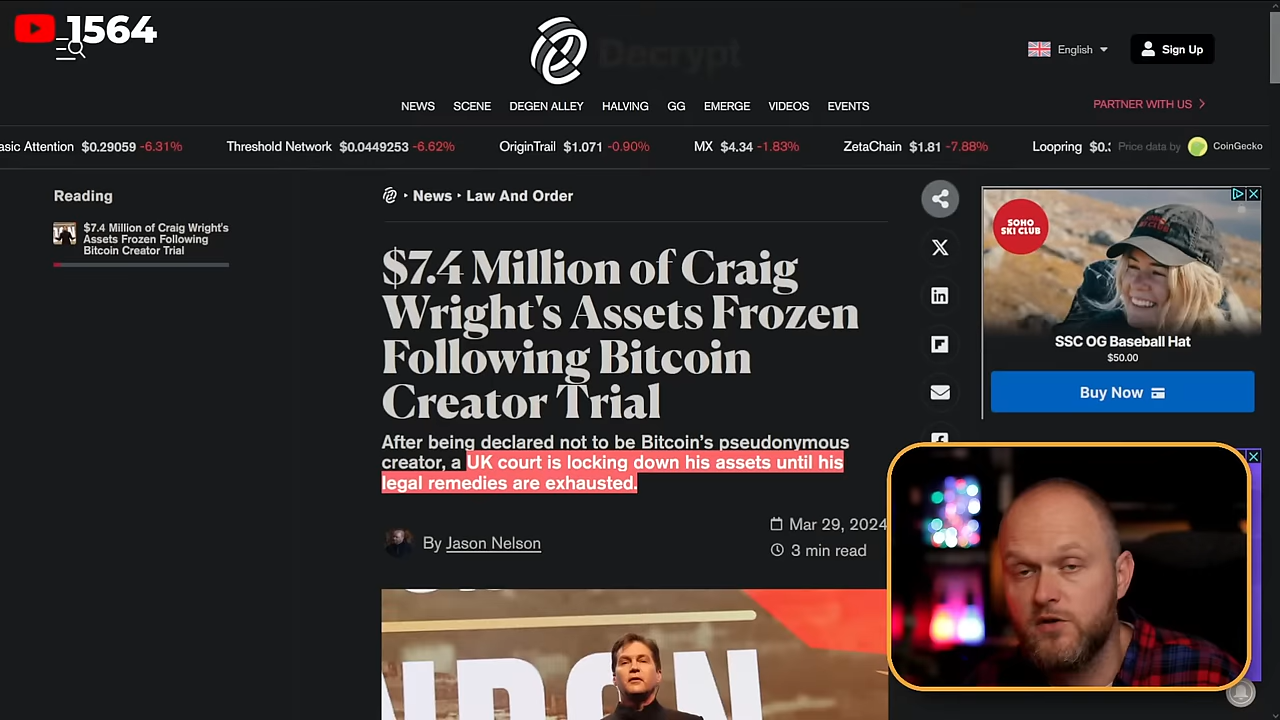 1564
Decrypt
English
Sign Up
NEWS SCENE DEGEN ALLEY HALVING GG EMERGE VIDEOS EVENTS
PARTNER WITH US
asic Attention $0.29059 -6.31% Threshold Network $0.0449253 -6.62% OriginTrail $1.071 -0.90% MX $4.34 -1.83% ZetaChain $1.81 -7.88% Loopring $0.: Price data by CoinGecko
Reading
$7.4 Million of Craig Wright's
Assets Frozen Following
Bitcoin Creator Trial
News Law And Order
$7.4 Million of Craig
Wright's Assets Frozen
Following Bitcoin
Creator Trial
After being declared not to be Bitcoin's pseudonymous
creator, a UK court is locking down his assets until his
legal remedies are exhausted.
By Jason Nelson
Mar 29, 2024
3 min read
SOHO
SKI CLUB
SSC OG Baseball Hat
$50.00
Buy Now